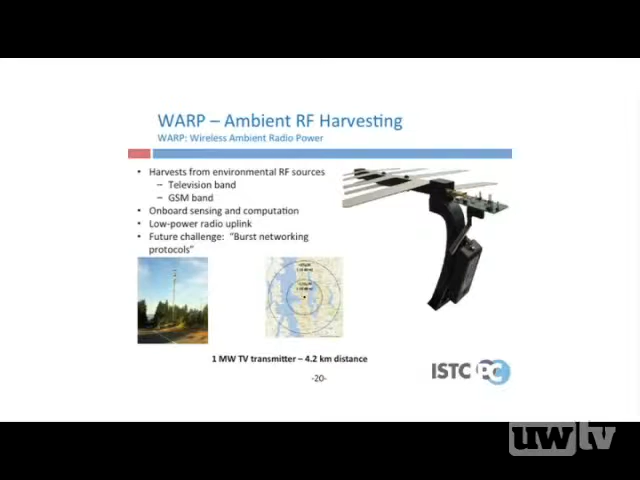 WARP – Ambient RF Harvesting
WARP: Wireless Ambient Radio Power
• Harvests from environmental RF sources
– Television band
– GSM band
• Onboard sensing and computation
• Low-power radio uplink
• Future challenge: “Burst networking
protocols”
1 MW TV transmitter – 4.2 km distance
-20-
ISTC PC
uwtv